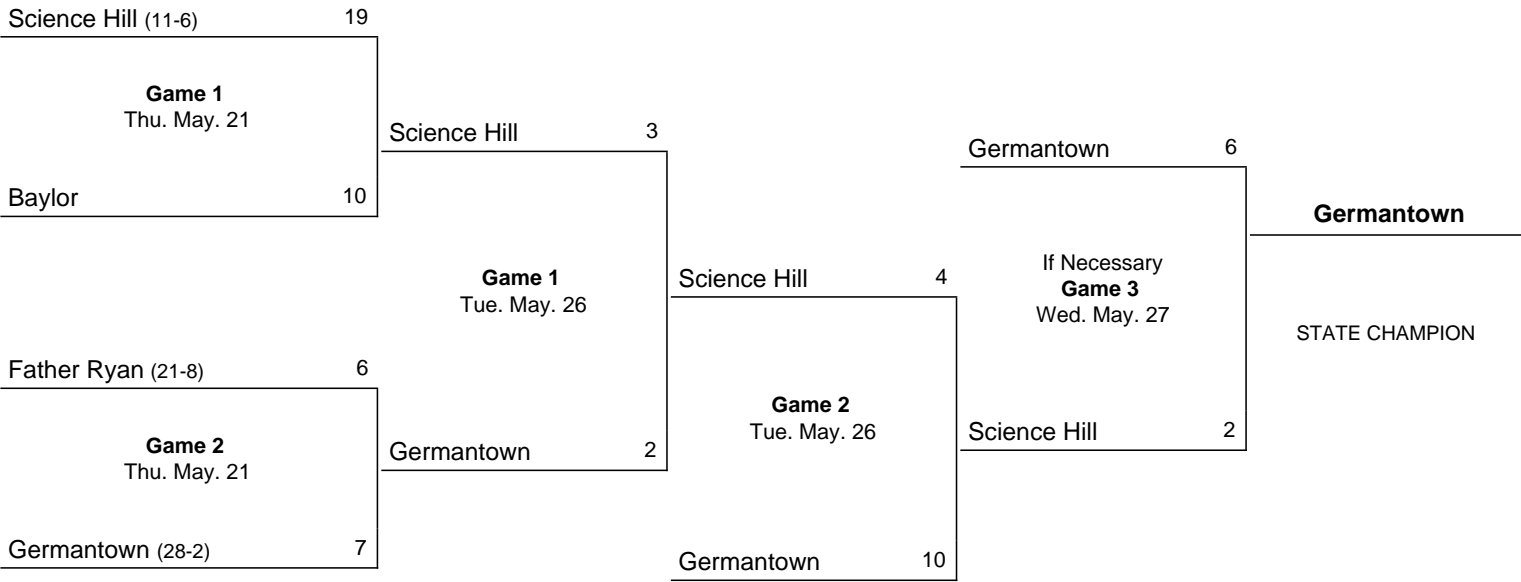 Science Hill (11-6) 19
Game 1
Thu. May. 21
Baylor 10
Father Ryan (21-8) 6
Game 2
Thu. May. 21
Germantown (28-2) 7
Science Hill 3
Game 1
Tue. May. 26
Germantown 2
Science Hill 4
Game 2
Tue. May. 26
Germantown 10
Germantown 6
If Necessary
Game 3
Wed. May. 27
Science Hill 2
Germantown
STATE CHAMPION